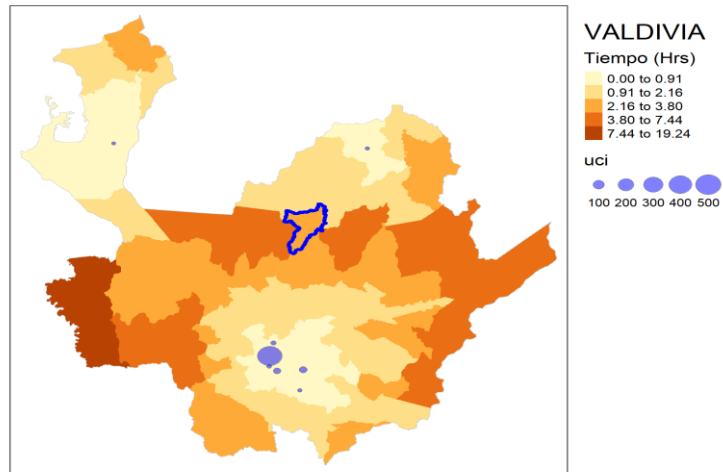 VALDIVIA
Tiempo (Hrs)
0.00 to 0.91
0.91 to 2.16
2.16 to 3.80
3.80 to 7.44
7.44 to 19.24
uci
100 200 300 400 500